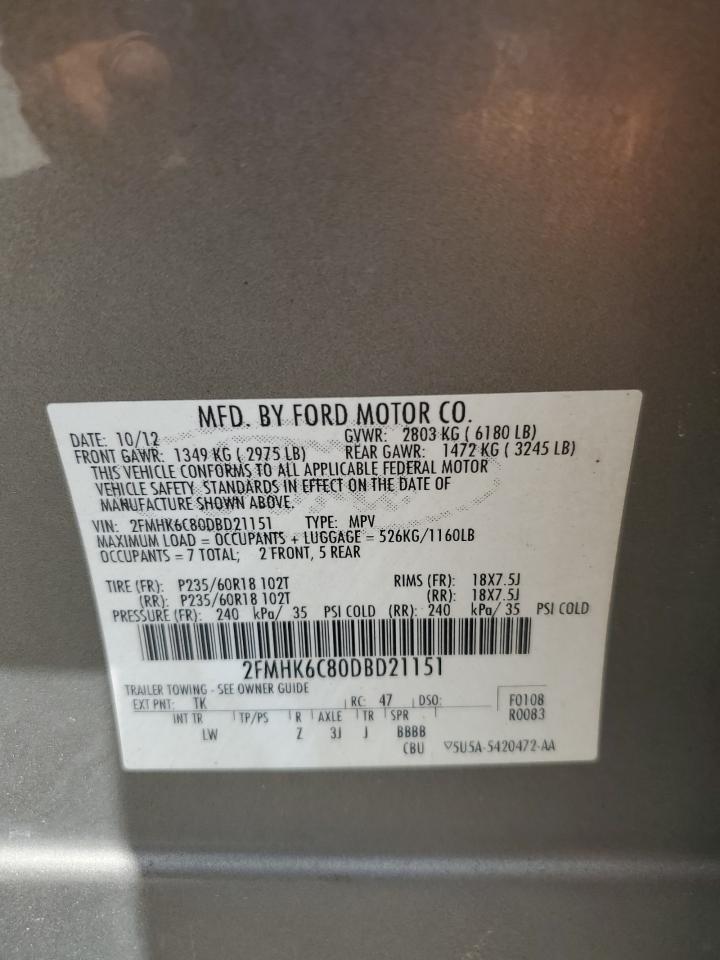 MFD. BY FORD MOTOR CO.
DATE: 10/12 GVWR: 2803 KG ( 6180 LB)
FRONT GAWR: 1349 KG ( 2975 LB) REAR GAWR: 1472 KG ( 3245 LB)
THIS VEHICLE CONFORMS TO ALL APPLICABLE FEDERAL MOTOR
VEHICLE SAFETY STANDARDS IN EFFECT ON THE DATE OF
MANUFACTURE SHOWN ABOVE.
VIN: 2FMHK6C80DBD21151 TYPE: MPV
MAXIMUM LOAD = OCCUPANTS + LUGGAGE = 526KG/1160LB
OCCUPANTS = 7 TOTAL; 2 FRONT, 5 REAR
TIRE (FR): P235/60R18 102T RIMS (FR): 18X7.5J
(RR): P235/60R18 102T (RR): 18X7.5J
PRESSURE (FR): 240 kPa/ 35 PSI COLD (RR): 240 kPa/ 35 PSI COLD
2FMHK6C80DBD21151
TRAILER TOWING - SEE OWNER GUIDE
EXT PNT: TK RC: 47 DSO: F0108
INT TR TP/PS R AXLE TR SPR R0083
LW Z 3J J BBBB
CBU ▽5U5A-5420472-AA